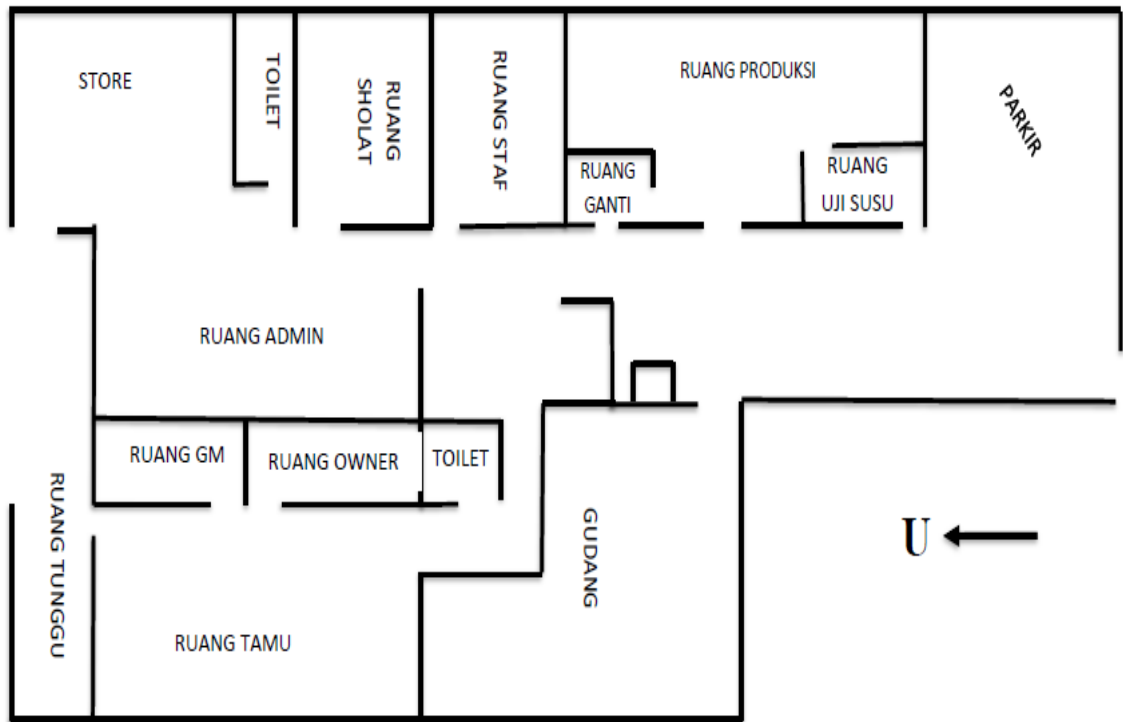 STORE
TOILET
RUANG
SHOLAT
RUANG STAF
RUANG PRODUKSI
PARKIR
RUANG
GANTI
RUANG
UJI SUSU
RUANG ADMIN
RUANG GM
RUANG OWNER
TOILET
RUANG TUNGGU
GUDANG
U
RUANG TAMU